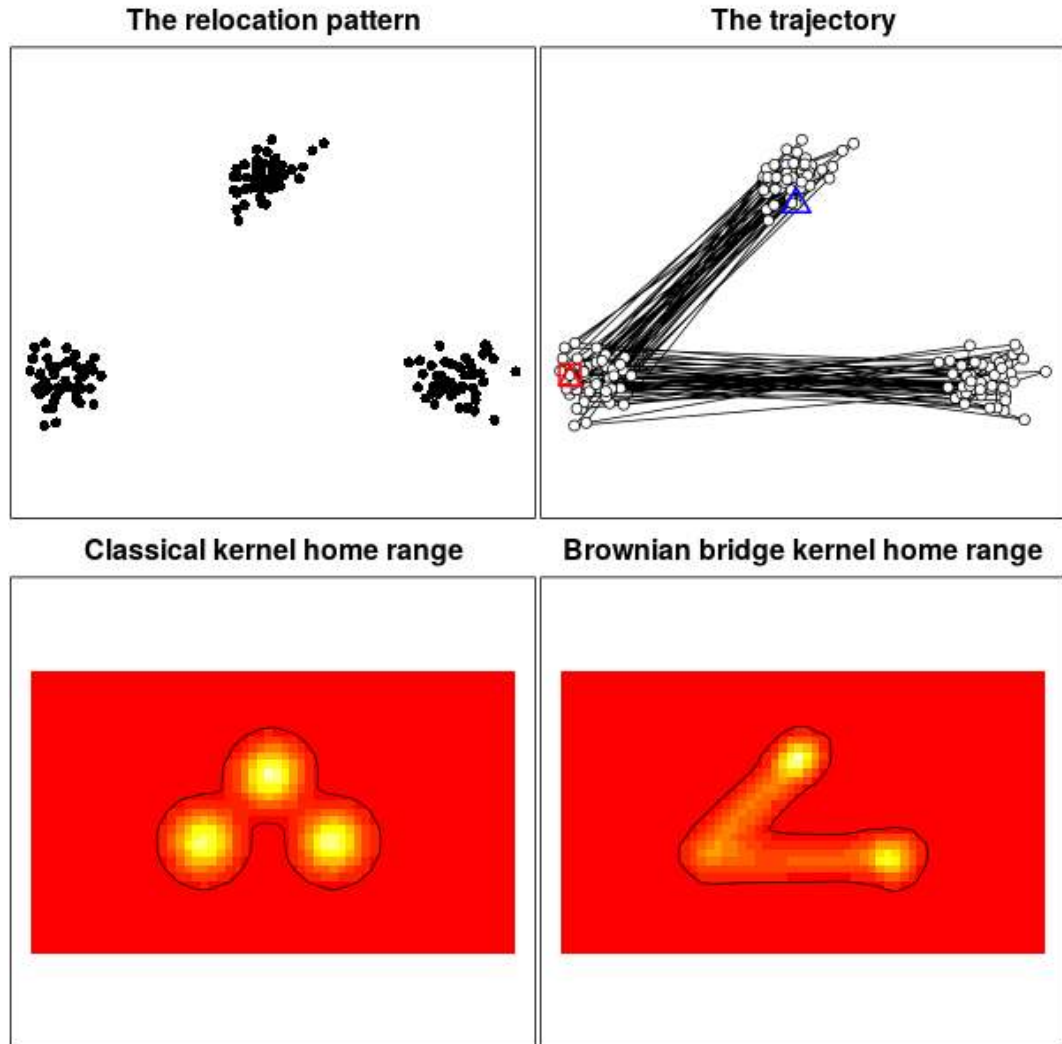 The relocation pattern
The trajectory
Classical kernel home range
Brownian bridge kernel home range